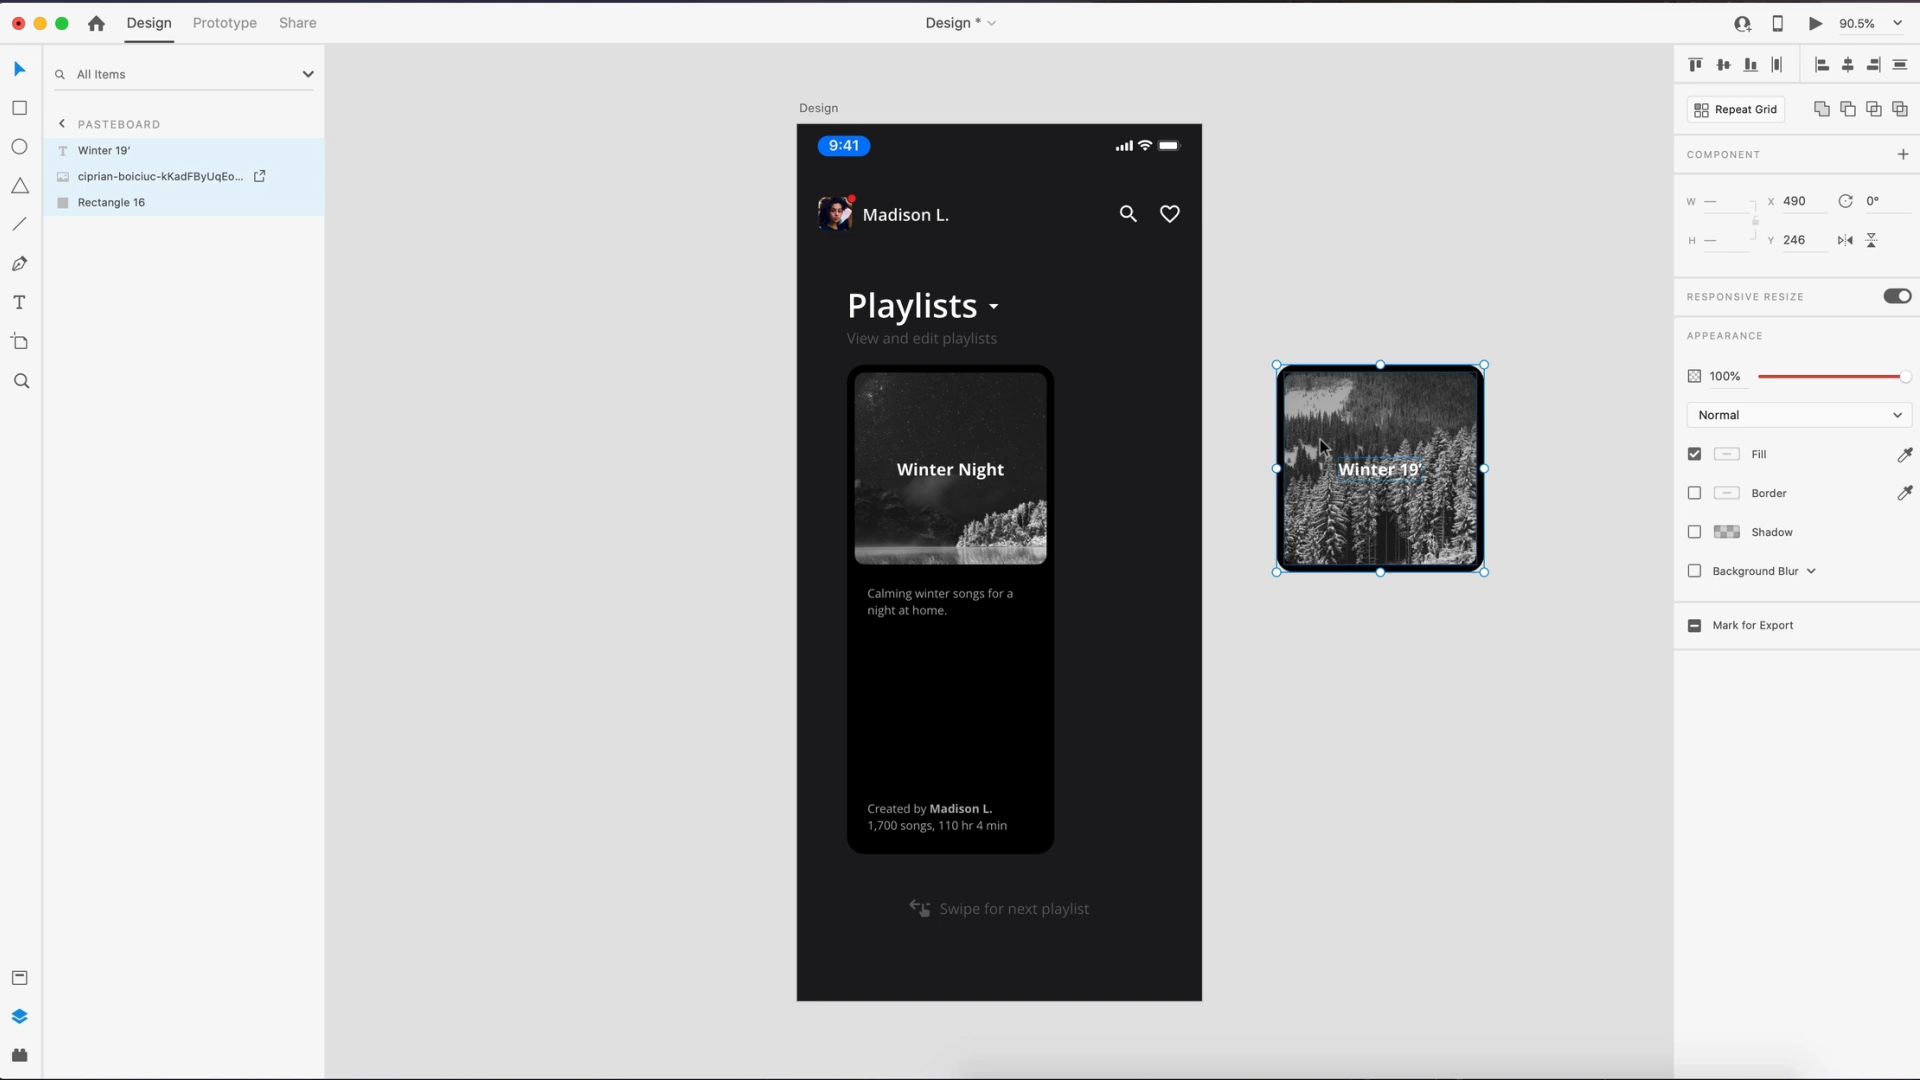 Design
Prototype
Share
Design *
90.5%
All Items
PASTEBOARD
Winter 19'
ciprian-boiciuc-kKadFByUqEo...
Rectangle 16
Design
9:41
Madison L.
Playlists
View and edit playlists
Winter Night
Calming winter songs for a
night at home.
Created by Madison L.
1,700 songs, 110 hr 4 min
Swipe for next playlist
Winter 19'
Repeat Grid
COMPONENT
W — X 490 0°
H — Y 246
RESPONSIVE RESIZE
APPEARANCE
100%
Normal
Fill
Border
Shadow
Background Blur
Mark for Export